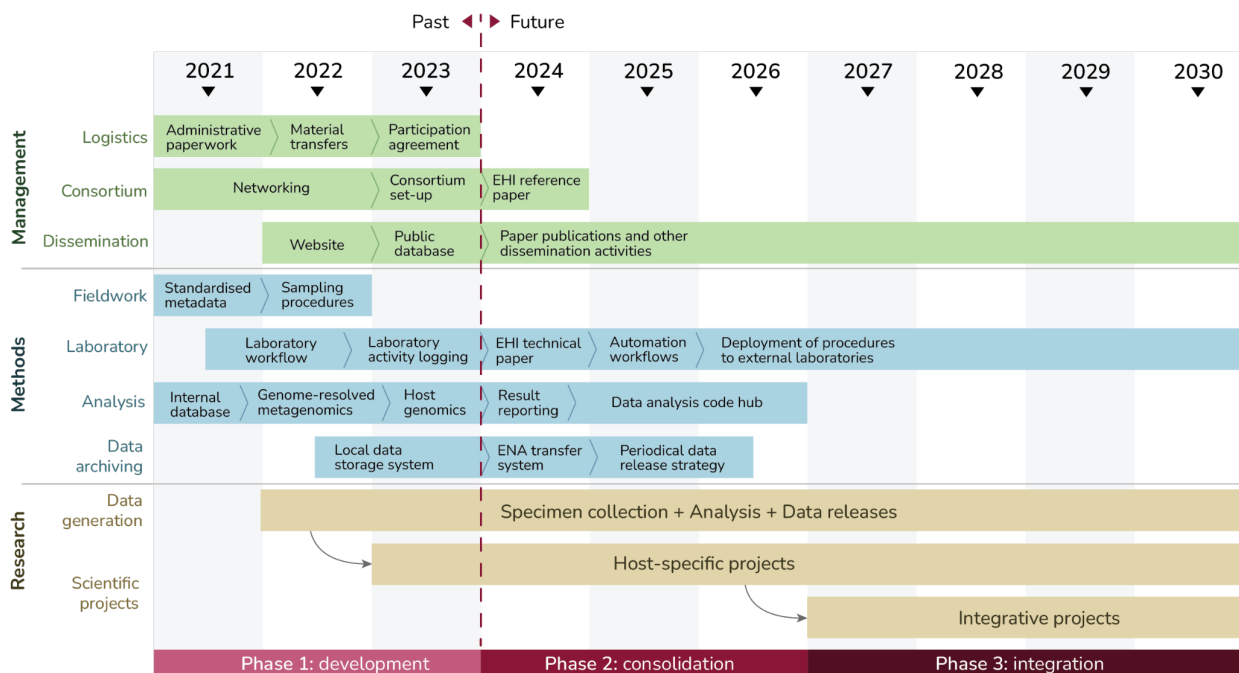 Past Future
2021 2022 2023 2024 2025 2026 2027 2028 2029 2030
Management
Logistics
Administrative
paperwork
Material
transfers
Participation
agreement
Consortium
Networking
Consortium
set-up
EHI reference
paper
Dissemination
Website
Public
database
Paper publications and other
dissemination activities
Methods
Fieldwork
Standardised
metadata
Sampling
procedures
Laboratory
Laboratory
workflow
Laboratory
activity logging
EHI technical
paper
Automation
workflows
Deployment of procedures
to external laboratories
Analysis
Internal
database
Genome-resolved
metagenomics
Host
genomics
Result
reporting
Data analysis code hub
Data
archiving
Local data
storage system
ENA transfer
system
Periodical data
release strategy
Research
Data
generation
Specimen collection + Analysis + Data releases
Scientific
projects
Host-specific projects
Integrative projects
Phase 1: development
Phase 2: consolidation
Phase 3: integration